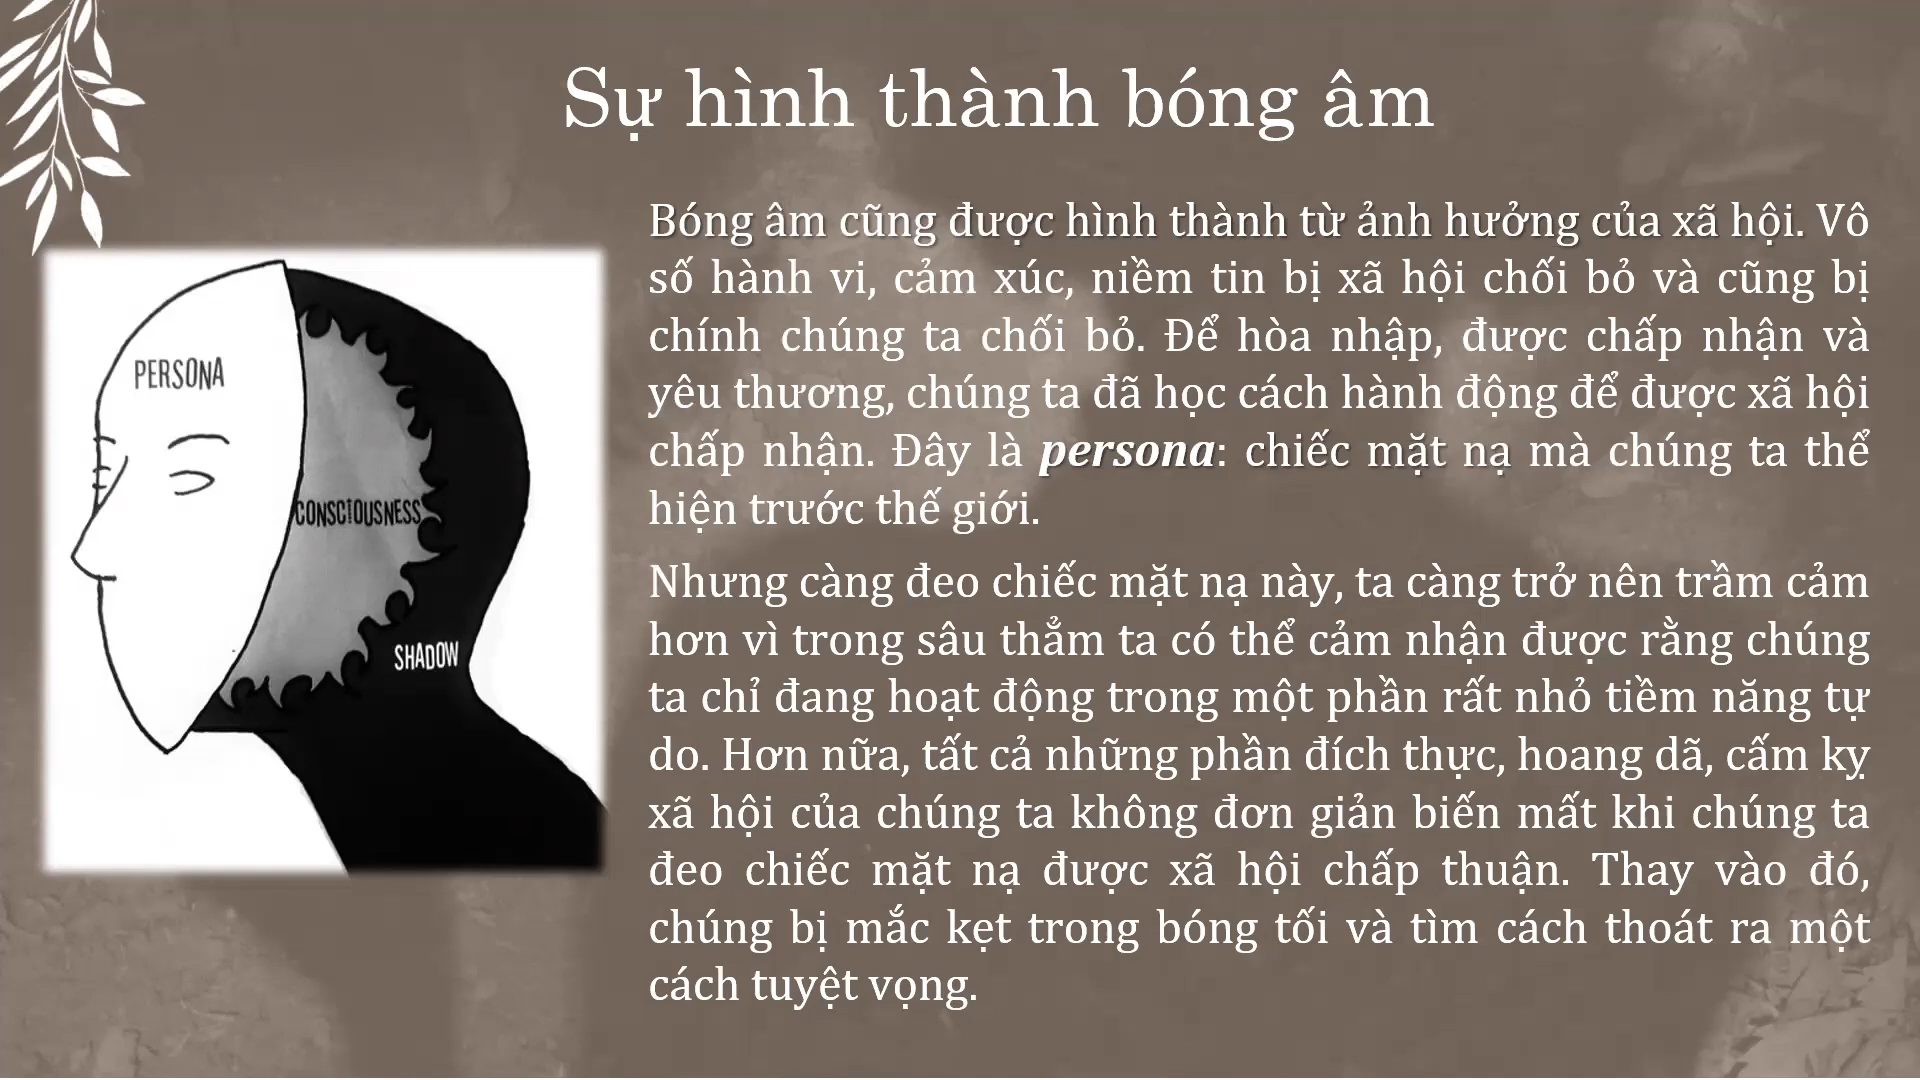 Sự hình thành bóng âm
PERSONA
CONSCIOUSNESS
SHADOW
Bóng âm cũng được hình thành từ ảnh hưởng của xã hội. Vô
số hành vi, cảm xúc, niềm tin bị xã hội chối bỏ và cũng bị
chính chúng ta chối bỏ. Để hòa nhập, được chấp nhận và
yêu thương, chúng ta đã học cách hành động để được xã hội
chấp nhận. Đây là persona: chiếc mặt nạ mà chúng ta thể
hiện trước thế giới.
Nhưng càng đeo chiếc mặt nạ này, ta càng trở nên trầm cảm
hơn vì trong sâu thẳm ta có thể cảm nhận được rằng chúng
ta chỉ đang hoạt động trong một phần rất nhỏ tiềm năng tự
do. Hơn nữa, tất cả những phần đích thực, hoang dã, cấm kỵ
xã hội của chúng ta không đơn giản biến mất khi chúng ta
đeo chiếc mặt nạ được xã hội chấp thuận. Thay vào đó,
chúng bị mắc kẹt trong bóng tối và tìm cách thoát ra một
cách tuyệt vọng.